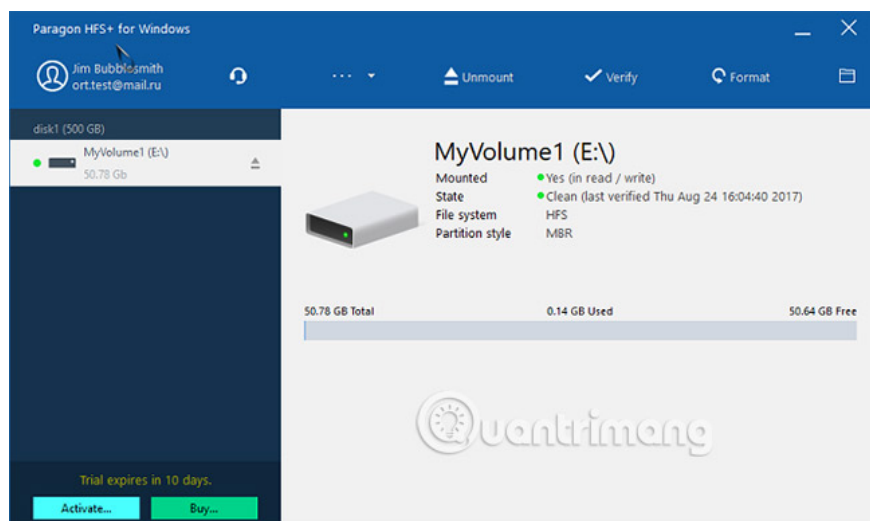 Paragon HFS+ for Windows
Jim Bubblesmith
ort.test@mail.ru
... Unmount Verify Format
disk1 (500 GB)
MyVolume1 (E:\)
50.78 Gb
MyVolume1 (E:\)
Mounted Yes (in read / write)
State Clean (last verified Thu Aug 24 16:04:40 2017)
File system HFS
Partition style MBR
50.78 GB Total 0.14 GB Used 50.64 GB Free
Quantrimang
Trial expires in 10 days.
Activate... Buy...